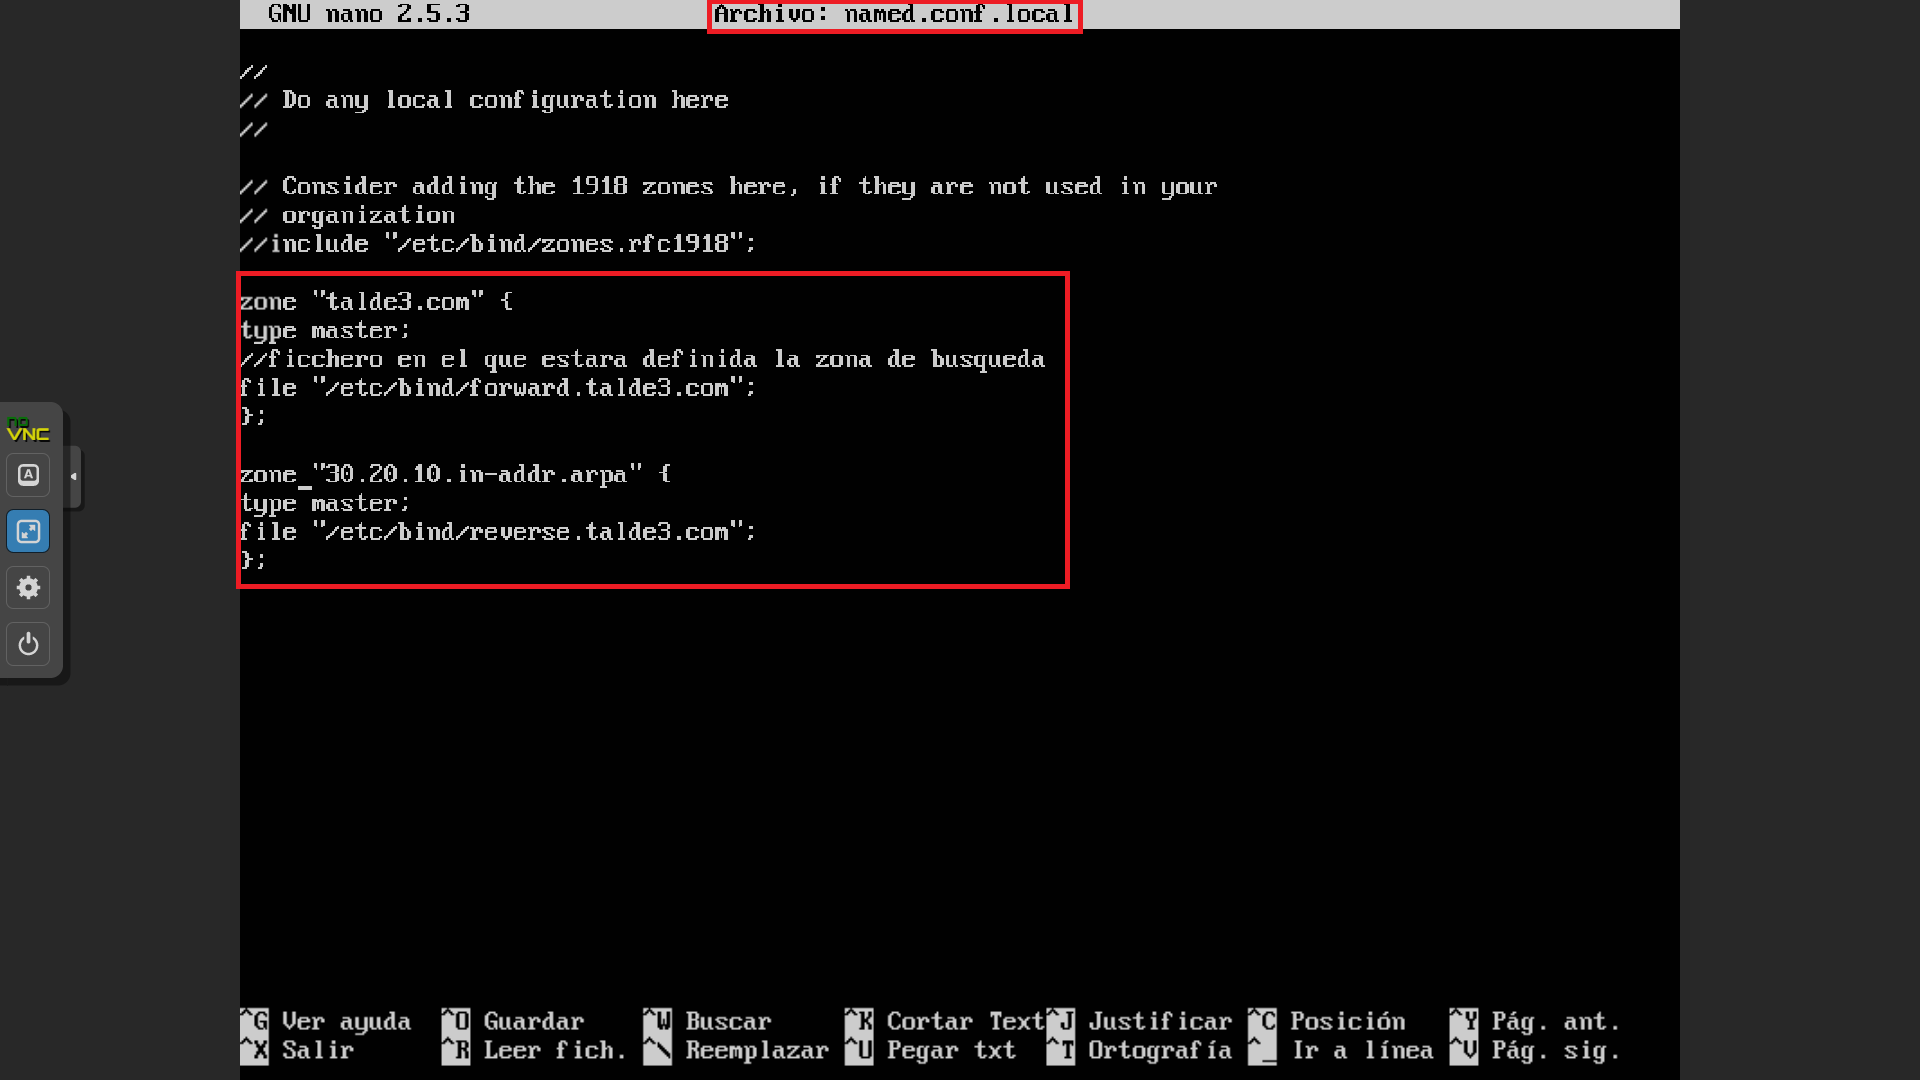 GNU nano 2.5.3 Archivo: named.conf.local
//
// Do any local configuration here
//
// Consider adding the 1918 zones here, if they are not used in your
// organization
//include "/etc/bind/zones.rfc1918";
zone "talde3.com" {
type master;
//ficchero en el que estara definida la zona de busqueda
file "/etc/bind/forward.talde3.com";
};
zone "30.20.10.in-addr.arpa" {
type master;
file "/etc/bind/reverse.talde3.com";
};
no
VNC
A
^G Ver ayuda ^O Guardar ^W Buscar ^K Cortar Text ^J Justificar ^C Posición ^Y Pág. ant.
^X Salir ^R Leer fich. ^\ Reemplazar ^U Pegar txt ^T Ortografía ^_ Ir a línea ^V Pág. sig.